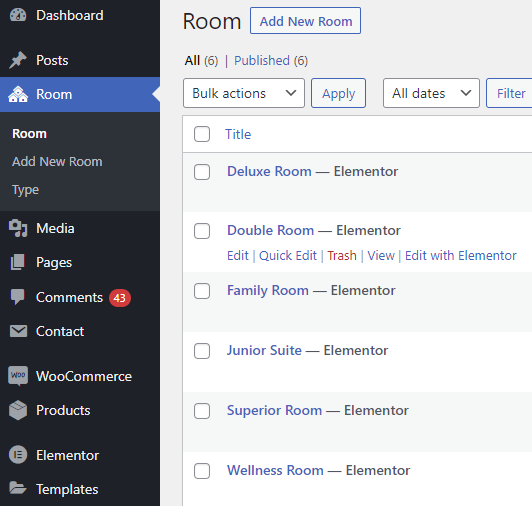 Dashboard
Posts
Room
Room
Add New Room
Type
Media
Pages
Comments 43
Contact
WOO WooCommerce
Products
Elementor
Templates
Room Add New Room
All (6) | Published (6)
Bulk actions Apply All dates Filter
Title
Deluxe Room — Elementor
Double Room — Elementor
Edit | Quick Edit | Trash | View | Edit with Elementor
Family Room — Elementor
Junior Suite — Elementor
Superior Room — Elementor
Wellness Room — Elementor